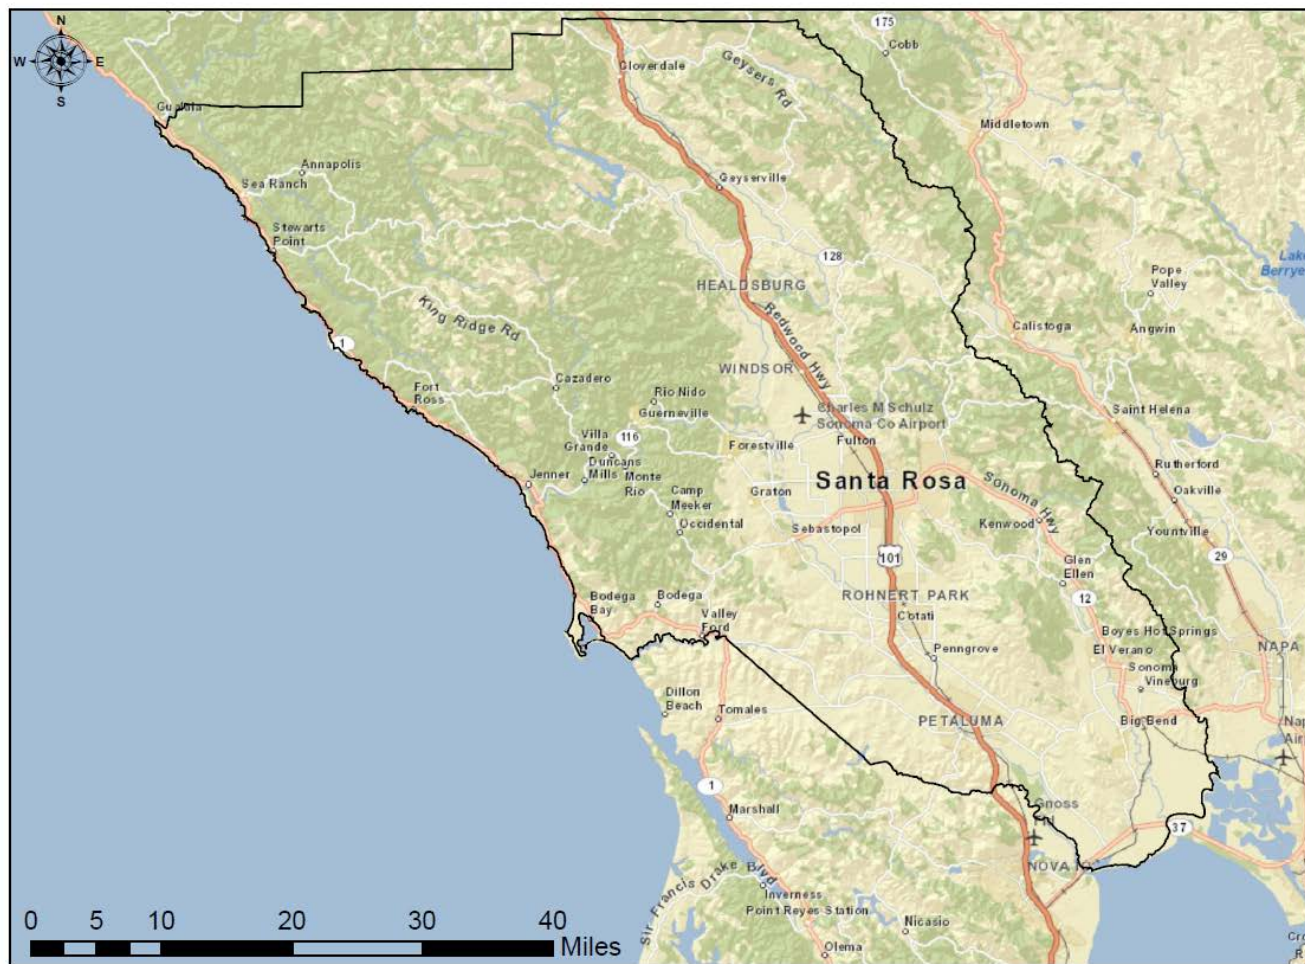 N
W E
S
175
Cobb
Cloverdale
Geysers Rd
Gualala
Middletown
Annapolis
Sea Ranch
Geyserville
Stewarts
Point
128
Pope
Valley
HEALDSBURG
King Ridge Rd
Redwood Hwy
Calistoga
Angwin
1
WINDSOR
Cazadero
Fort
Ross
Rio Nido
Guerneville
Charles M Schulz
Sonoma Co Airport
Saint Helena
Villa
Grande
116
Forestville
Fulton
Duncans
Mills
Monte
Rio
Jenner
Santa Rosa
Rutherford
Oakville
Graton
Camp
Meeker
Sonoma Hwy
Kenwood
Sebastopol
Occidental
Yountville
101
29
Glen
Ellen
Bodega
Bay
Bodega
ROHNERT PARK
12
Valley
Ford
Cotati
Boyes Hot Springs
El Verano
NAPA
Penngrove
Sonoma
Vineburg
Dillon
Beach
Tomales
PETALUMA
Big Bend
1
Marshall
Gnoss
37
Sir Francis Drake Blvd
Inverness
Point Reyes Station
Nicasio
Olema
0 5 10 20 30 40
Miles